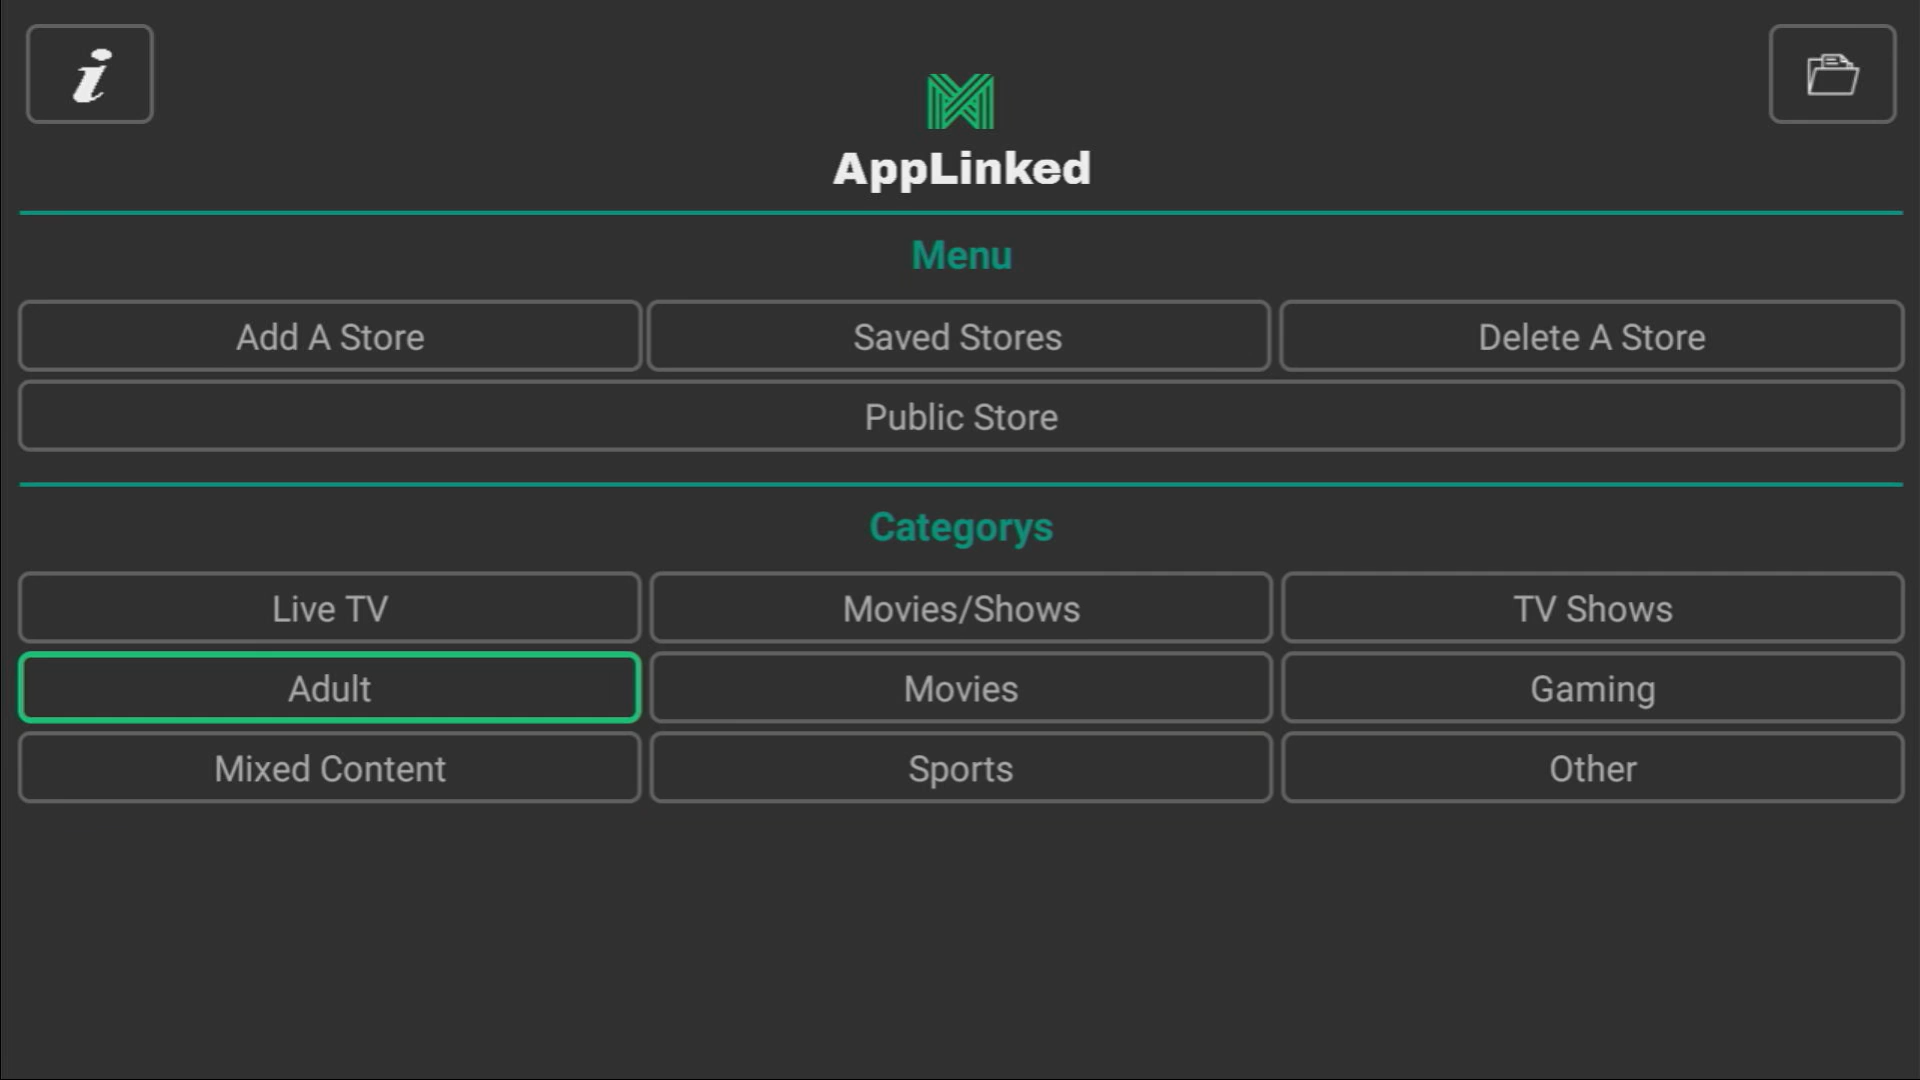 i
AppLinked
Menu
Add A Store
Saved Stores
Delete A Store
Public Store
Categorys
Live TV
Movies/Shows
TV Shows
Adult
Movies
Gaming
Mixed Content
Sports
Other